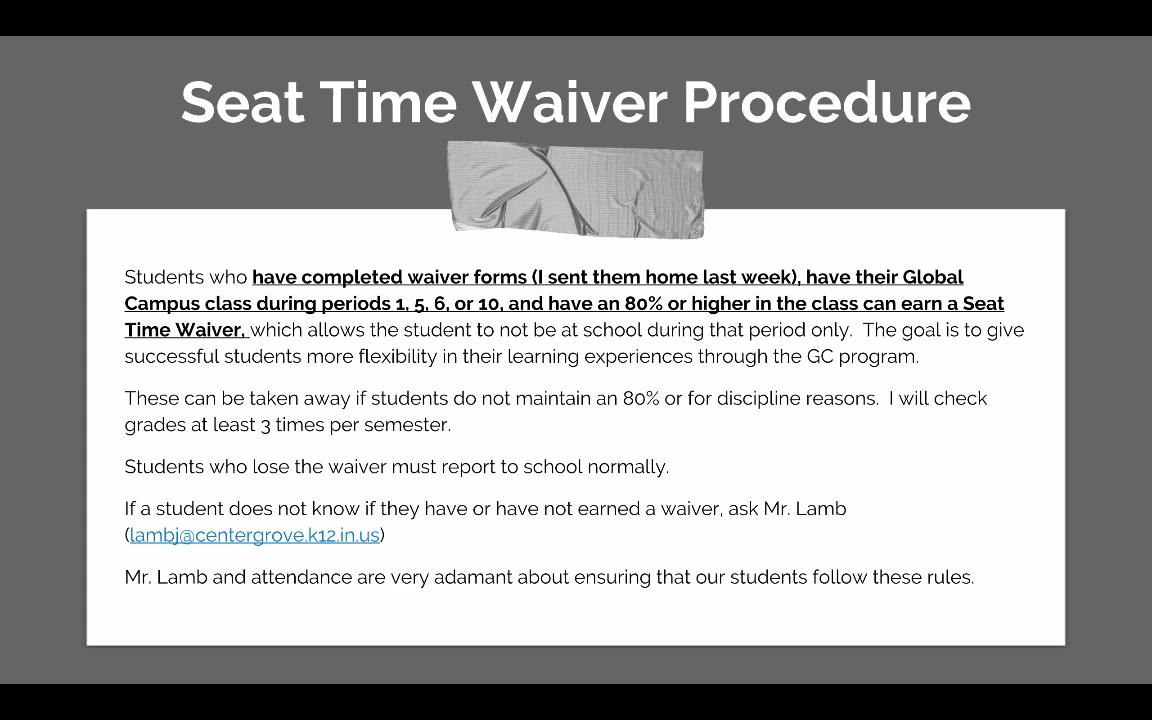 Seat Time Waiver Procedure
Students who have completed waiver forms (I sent them home last week), have their Global
Campus class during periods 1, 5, 6, or 10, and have an 80% or higher in the class can earn a Seat
Time Waiver, which allows the student to not be at school during that period only. The goal is to give
successful students more flexibility in their learning experiences through the GC program.
These can be taken away if students do not maintain an 80% or for discipline reasons. I will check
grades at least 3 times per semester.
Students who lose the waiver must report to school normally.
If a student does not know if they have or have not earned a waiver, ask Mr. Lamb
(lambj@centergrove.k12.in.us)
Mr. Lamb and attendance are very adamant about ensuring that our students follow these rules.